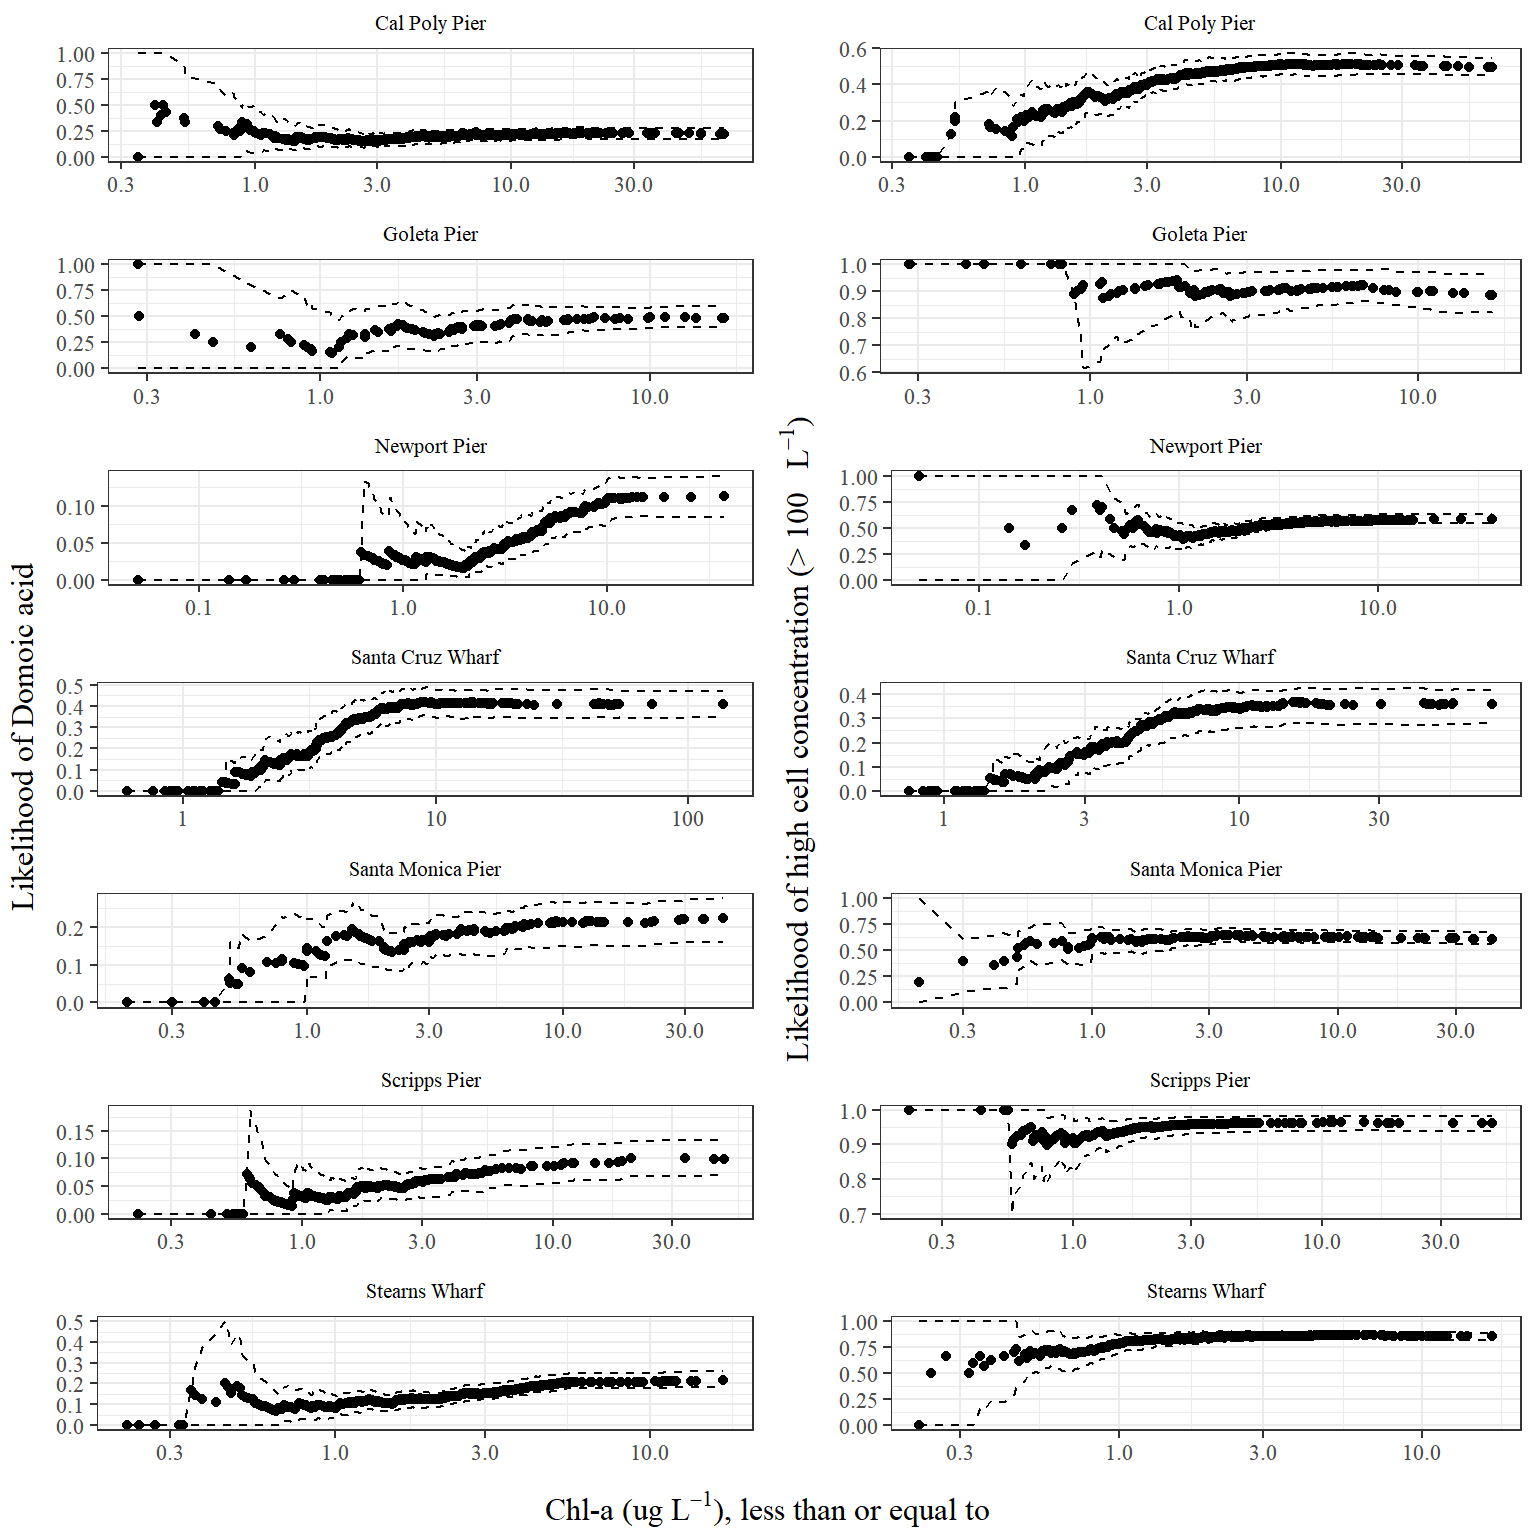 Cal Poly Pier
1.00
0.75
0.50
0.25
0.00
0.3 1.0 3.0 10.0 30.0
Cal Poly Pier
0.6
0.4
0.2
0.0
0.3 1.0 3.0 10.0 30.0
Goleta Pier
1.00
0.75
0.50
0.25
0.00
0.3 1.0 3.0 10.0
Goleta Pier
1.0
0.9
0.8
0.7
0.6
0.3 1.0 3.0 10.0
Newport Pier
0.10
0.05
0.00
0.1 1.0 10.0
Newport Pier
1.00
0.75
0.50
0.25
0.00
0.1 1.0 10.0
Santa Cruz Wharf
0.5
0.4
0.3
0.2
0.1
0.0
1 10 100
Santa Cruz Wharf
0.4
0.3
0.2
0.1
0.0
1 3 10 30
Santa Monica Pier
0.2
0.1
0.0
0.3 1.0 3.0 10.0 30.0
Santa Monica Pier
1.00
0.75
0.50
0.25
0.00
0.3 1.0 3.0 10.0 30.0
Scripps Pier
0.15
0.10
0.05
0.00
0.3 1.0 3.0 10.0 30.0
Scripps Pier
1.0
0.9
0.8
0.7
0.3 1.0 3.0 10.0 30.0
Stearns Wharf
0.5
0.4
0.3
0.2
0.1
0.0
0.3 1.0 3.0 10.0
Stearns Wharf
1.00
0.75
0.50
0.25
0.00
0.3 1.0 3.0 10.0
Likelihood of Domoic acid
Likelihood of high cell concentration (> 100 L⁻¹)
Chl-a (ug L⁻¹), less than or equal to